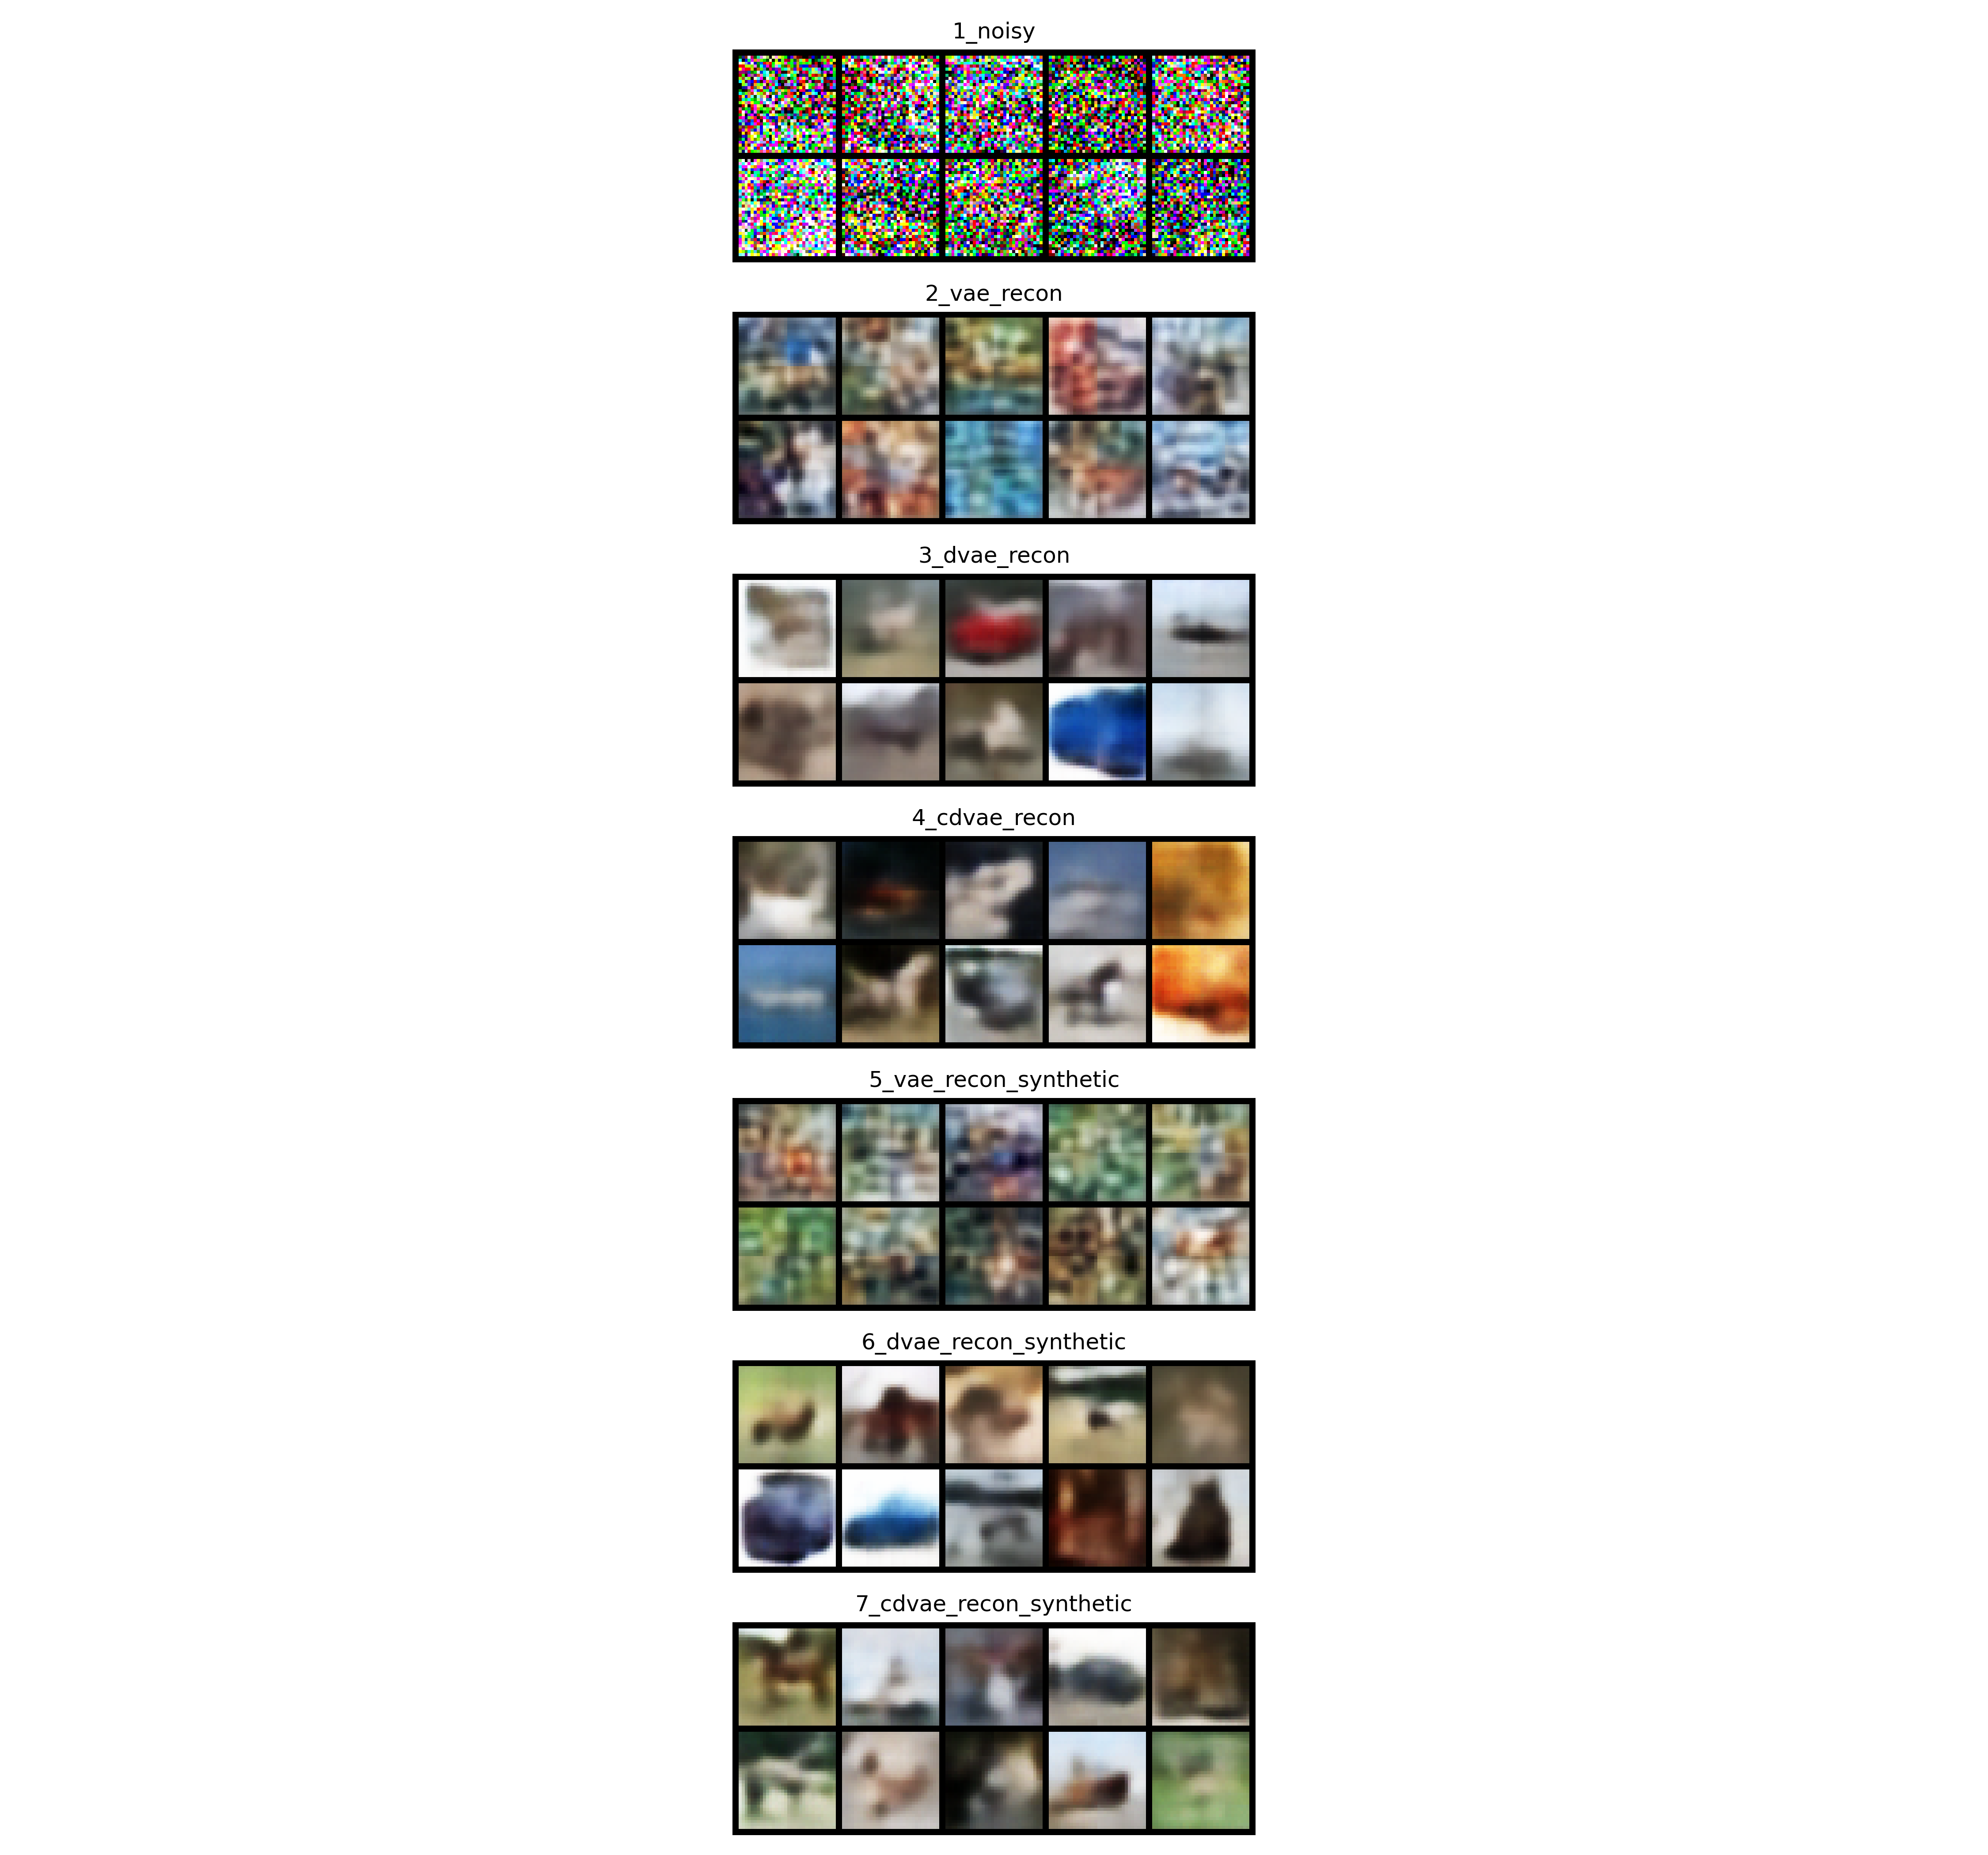 1_noisy
2_vae_recon
3_dvae_recon
4_cdvae_recon
5_vae_recon_synthetic
6_dvae_recon_synthetic
7_cdvae_recon_synthetic